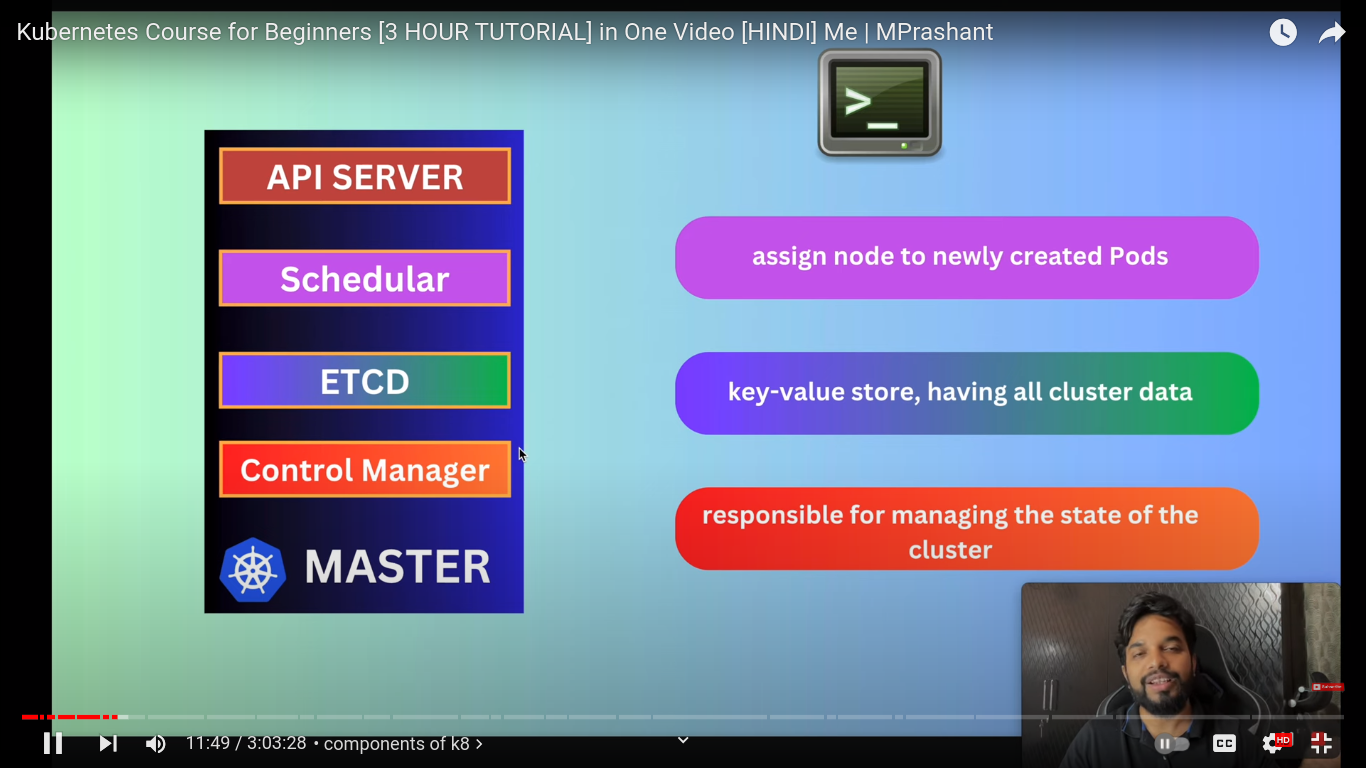 Kubernetes Course for Beginners [3 HOUR TUTORIAL] in One Video [HINDI] Me | MPrashant
>_
API SERVER
Schedular
ETCD
Control Manager
MASTER
assign node to newly created Pods
key-value store, having all cluster data
responsible for managing the state of the
cluster
11:49 / 3:03:28 • components of k8 >
CC
HD